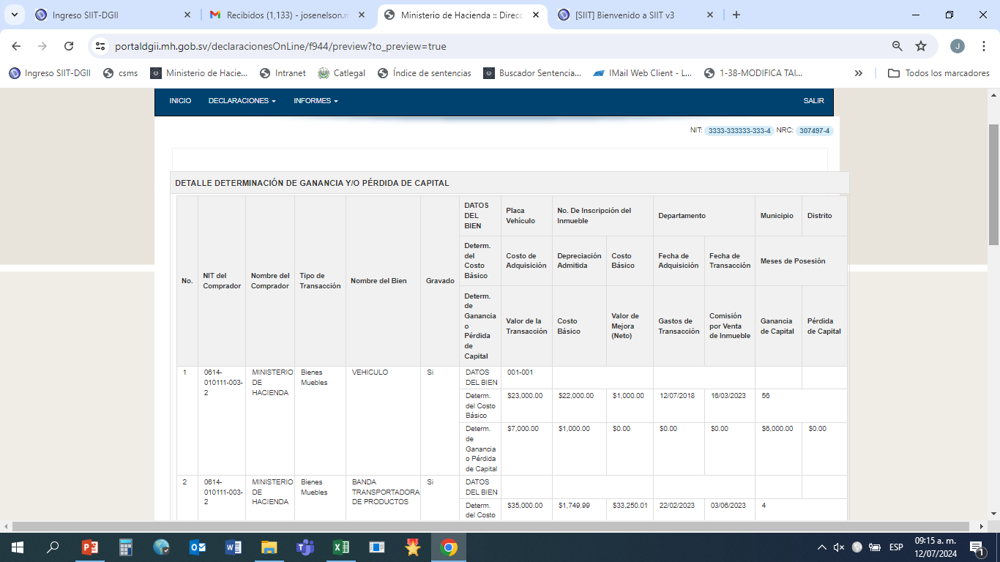 Ingreso SIIT-DGII
Recibidos (1,133) - josenelson.m
Ministerio de Hacienda :: Direcc
[SIIT] Bienvenido a SIIT v3
portaldgii.mh.gob.sv/declaracionesOnLine/f944/preview?to_preview=true
J
Ingreso SIIT-DGII
csms
Ministerio de Hacie...
Intranet
Catlegal
Índice de sentencias
Buscador Sentencia...
IMail Web Client - L...
1-38-MODIFICA TAI...
Todos los marcadores
INICIO
DECLARACIONES
INFORMES
SALIR
NIT: 3333-333333-333-4 NRC: 307497-4
DETALLE DETERMINACIÓN DE GANANCIA Y/O PÉRDIDA DE CAPITAL
No.
NIT del
Comprador
Nombre del
Comprador
Tipo de
Transacción
Nombre del Bien
Gravado
DATOS
DEL
BIEN
Placa
Vehículo
No. De Inscripción del
Inmueble
Departamento
Municipio
Distrito
Determ.
del
Costo
Básico
Costo de
Adquisición
Depreciación
Admitida
Costo
Básico
Fecha de
Adquisición
Fecha de
Transacción
Meses de Posesión
Determ.
de
Ganancia
o
Pérdida
de
Capital
Valor de la
Transacción
Costo
Básico
Valor de
Mejora
(Neto)
Gastos de
Transacción
Comisión
por Venta
de Inmueble
Ganancia
de Capital
Pérdida
de Capital
1
0614-
010111-003-
2
MINISTERIO
DE
HACIENDA
Bienes
Muebles
VEHICULO
Si
DATOS
DEL BIEN
001-001
Determ.
del Costo
Básico
$23,000.00
$22,000.00
$1,000.00
12/07/2018
16/03/2023
56
Determ.
de
Ganancia
o Pérdida
de Capital
$7,000.00
$1,000.00
$0.00
$0.00
$0.00
$6,000.00
$0.00
2
0614-
010111-003-
2
MINISTERIO
DE
HACIENDA
Bienes
Muebles
BANDA
TRANSPORTADORA
DE PRODUCTOS
Si
DATOS
DEL BIEN
Determ.
del Costo
$35,000.00
$1,749.99
$33,250.01
22/02/2023
03/06/2023
4
ESP
09:15 a. m.
12/07/2024
1